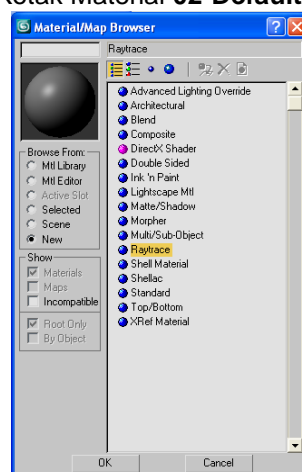 Kotak Material 02-Default
Material/Map Browser
Raytrace
Advanced Lighting Override
Architectural
Blend
Composite
DirectX Shader
Double Sided
Ink 'n Paint
Lightscape Mtl
Matte/Shadow
Morpher
Multi/Sub-Object
Raytrace
Shell Material
Shellac
Standard
Top/Bottom
XRef Material
Browse From:
Mtl Library
Mtl Editor
Active Slot
Selected
Scene
New
Show
Materials
Maps
Incompatible
Root Only
By Object
OK
Cancel